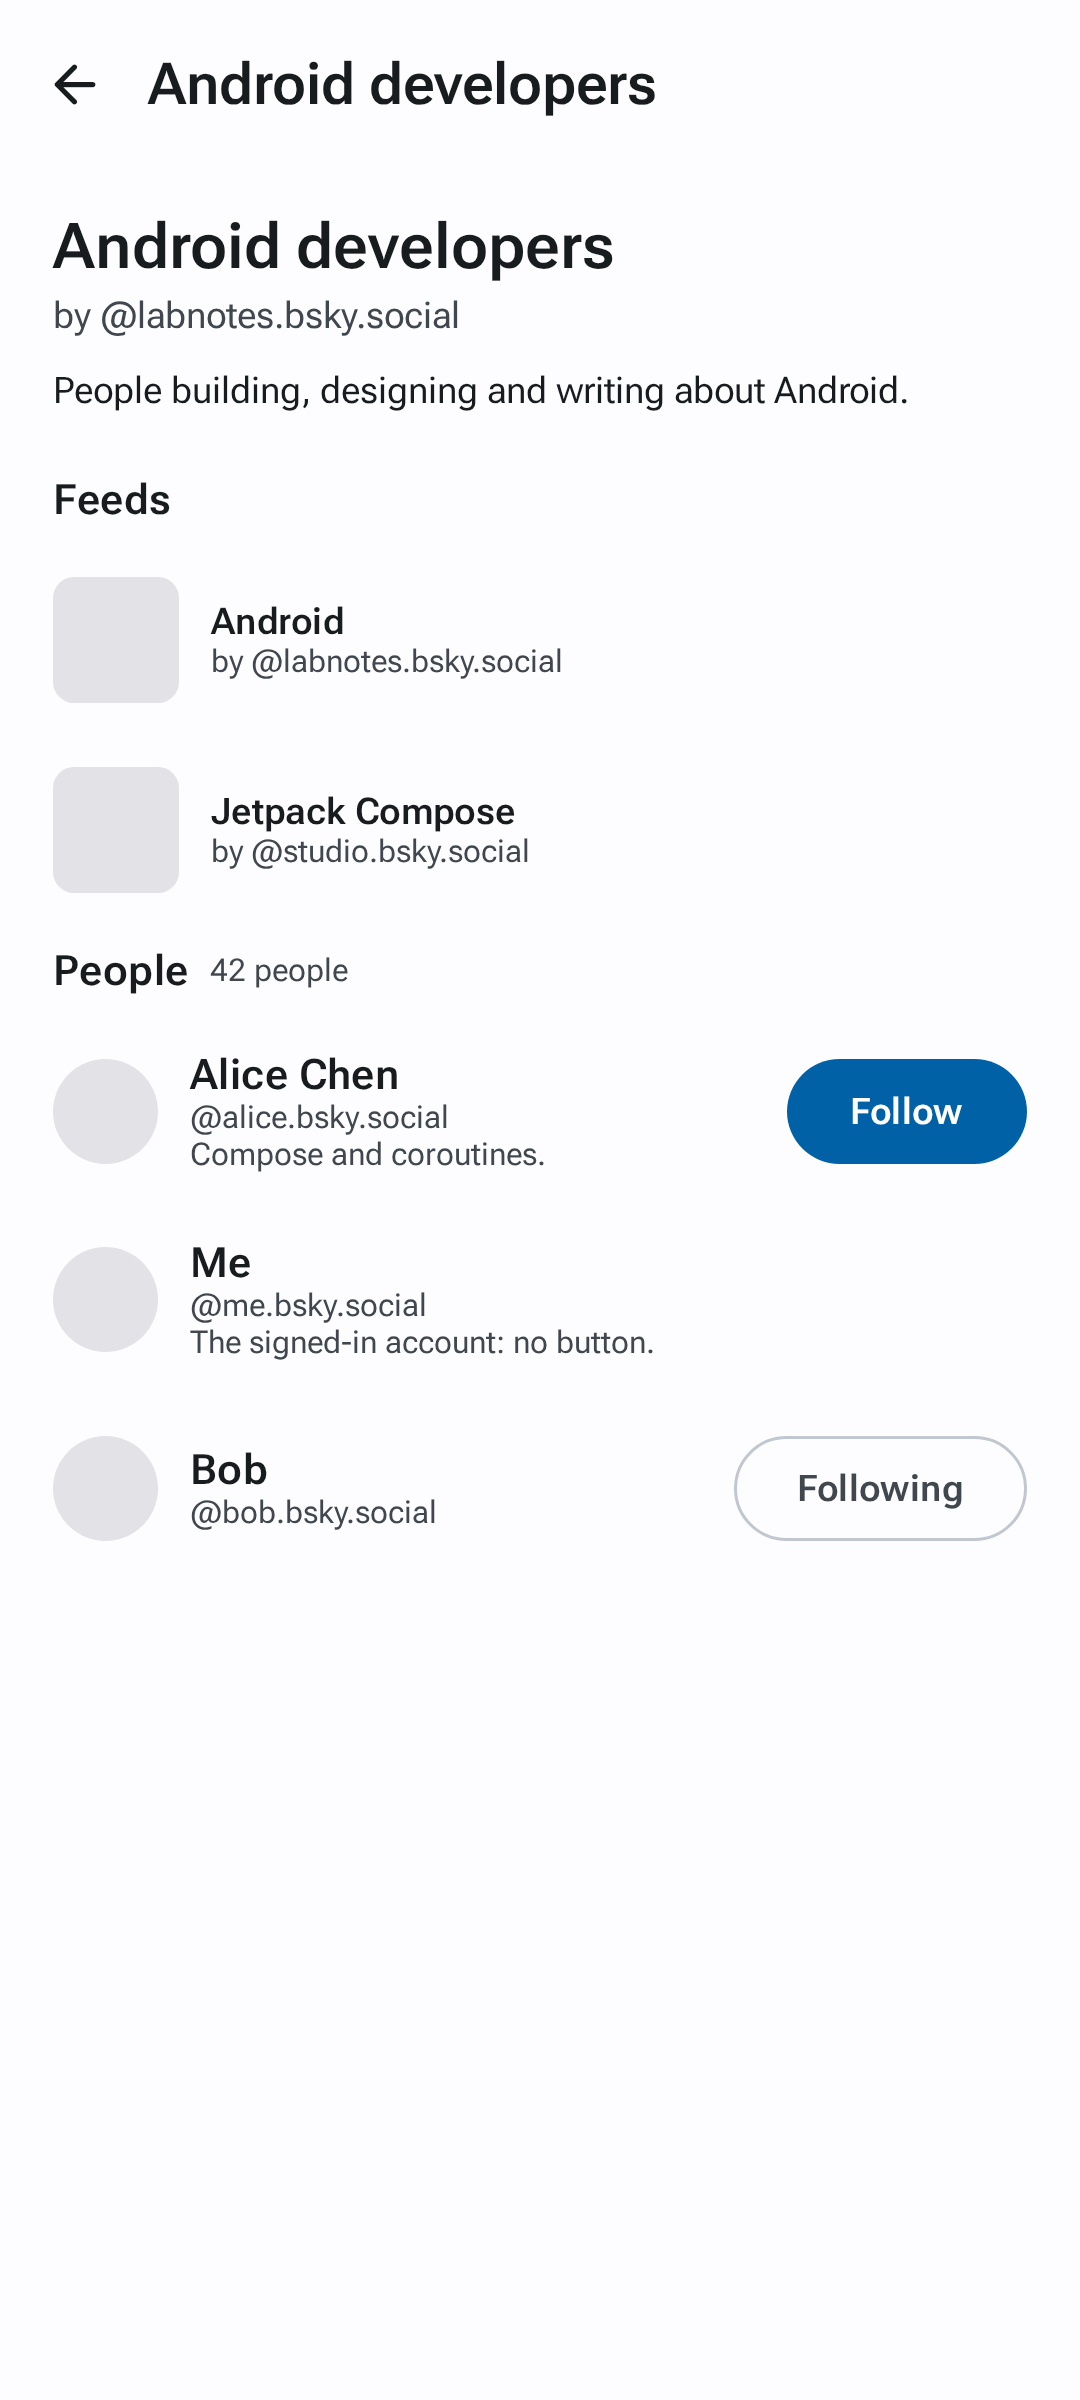 Android developers
Android developers
by @labnotes.bsky.social
People building, designing and writing about Android.
Feeds
Android
by @labnotes.bsky.social
Jetpack Compose
by @studio.bsky.social
People 42 people
Alice Chen
@alice.bsky.social
Compose and coroutines.
Follow
Me
@me.bsky.social
The signed-in account: no button.
Bob
@bob.bsky.social
Following